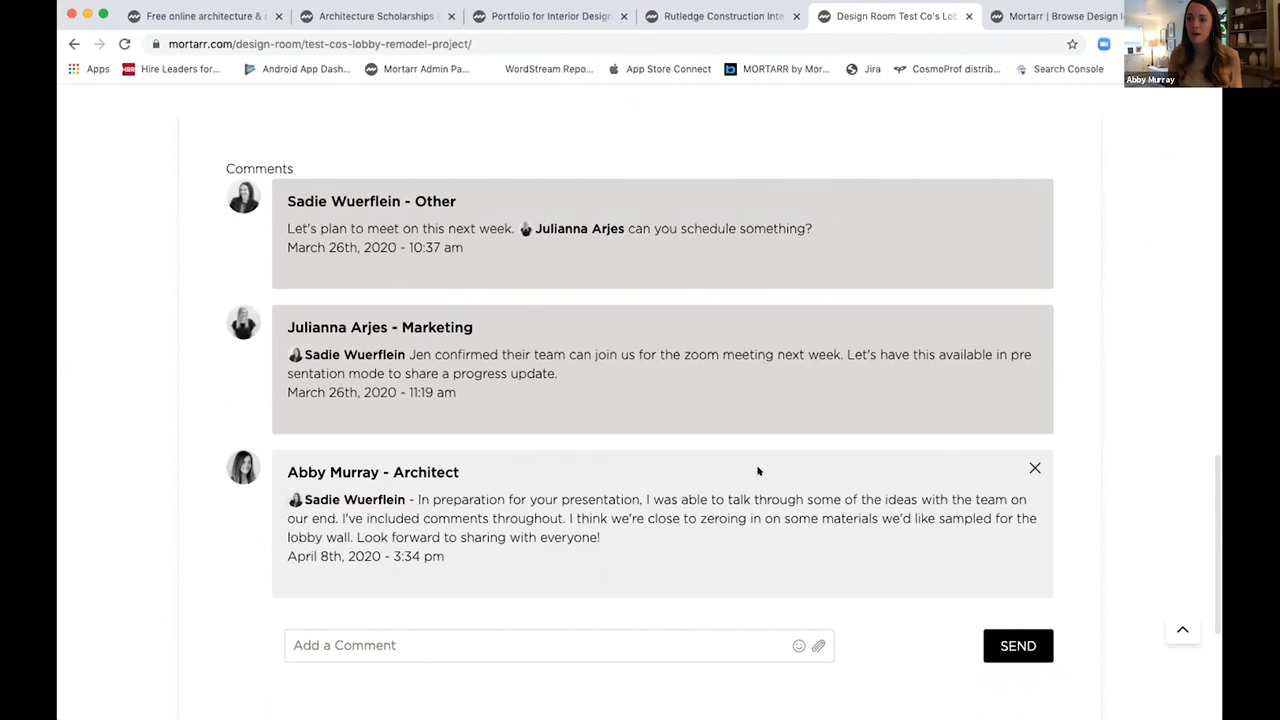 Free online architecture &
Architecture Scholarships
Portfolio for Interior Desig
Rutledge Construction Inte
Design Room Test Co's Lob
Mortarr | Browse Design I
mortarr.com/design-room/test-cos-lobby-remodel-project/
Apps
HBR
Hire Leaders for...
Android App Dash...
Mortarr Admin Pa...
WordStream Repo...
App Store Connect
MORTARR by Mor...
Jira
CosmoProf distrib...
Search Console
Abby Murray
Comments
Sadie Wuerflein - Other
Let's plan to meet on this next week. Julianna Arjes can you schedule something?
March 26th, 2020 - 10:37 am
Julianna Arjes - Marketing
Sadie Wuerflein Jen confirmed their team can join us for the zoom meeting next week. Let's have this available in pre
sentation mode to share a progress update.
March 26th, 2020 - 11:19 am
Abby Murray - Architect
Sadie Wuerflein - In preparation for your presentation, I was able to talk through some of the ideas with the team on
our end. I've included comments throughout. I think we're close to zeroing in on some materials we'd like sampled for the
lobby wall. Look forward to sharing with everyone!
April 8th, 2020 - 3:34 pm
Add a Comment
SEND